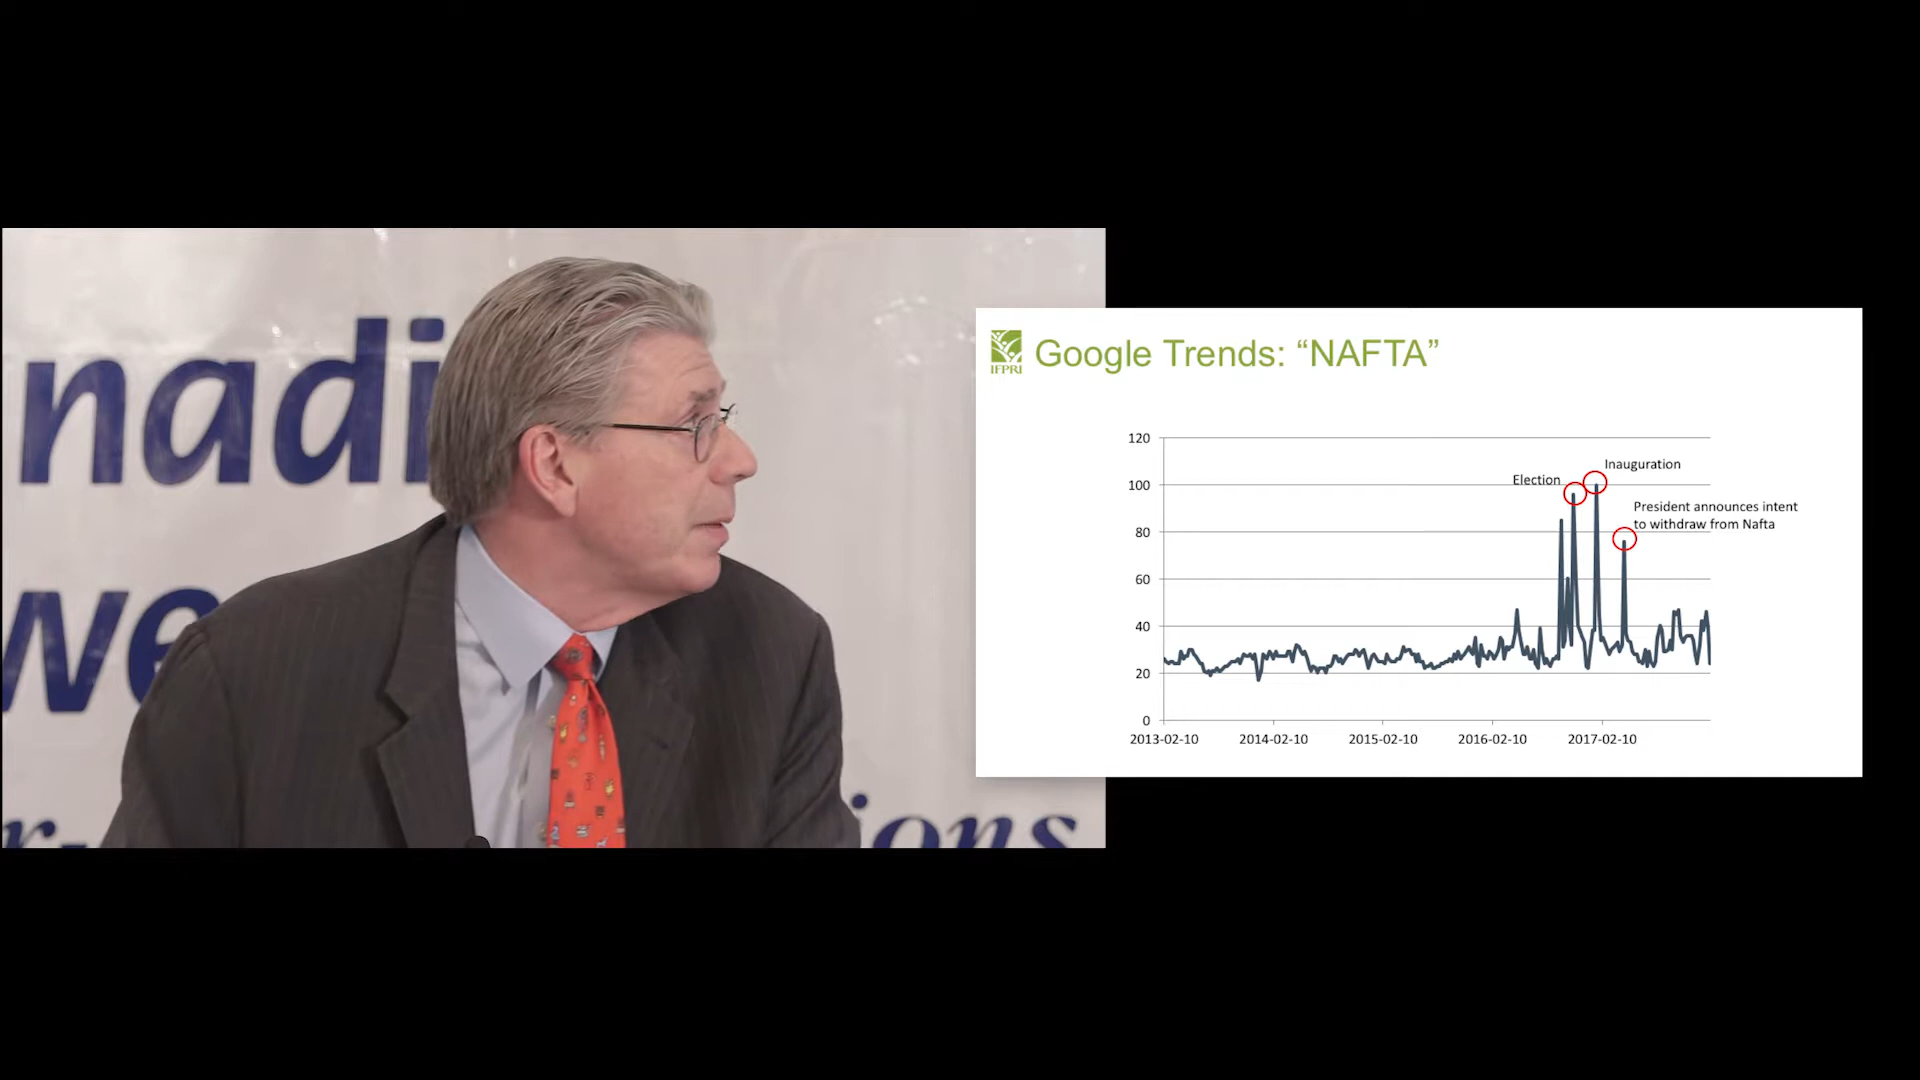 nadi
we
r-
ions
IFPRI
Google Trends: “NAFTA”
120
100
80
60
40
20
0
Election
Inauguration
President announces intent
to withdraw from Nafta
2013-02-10 2014-02-10 2015-02-10 2016-02-10 2017-02-10